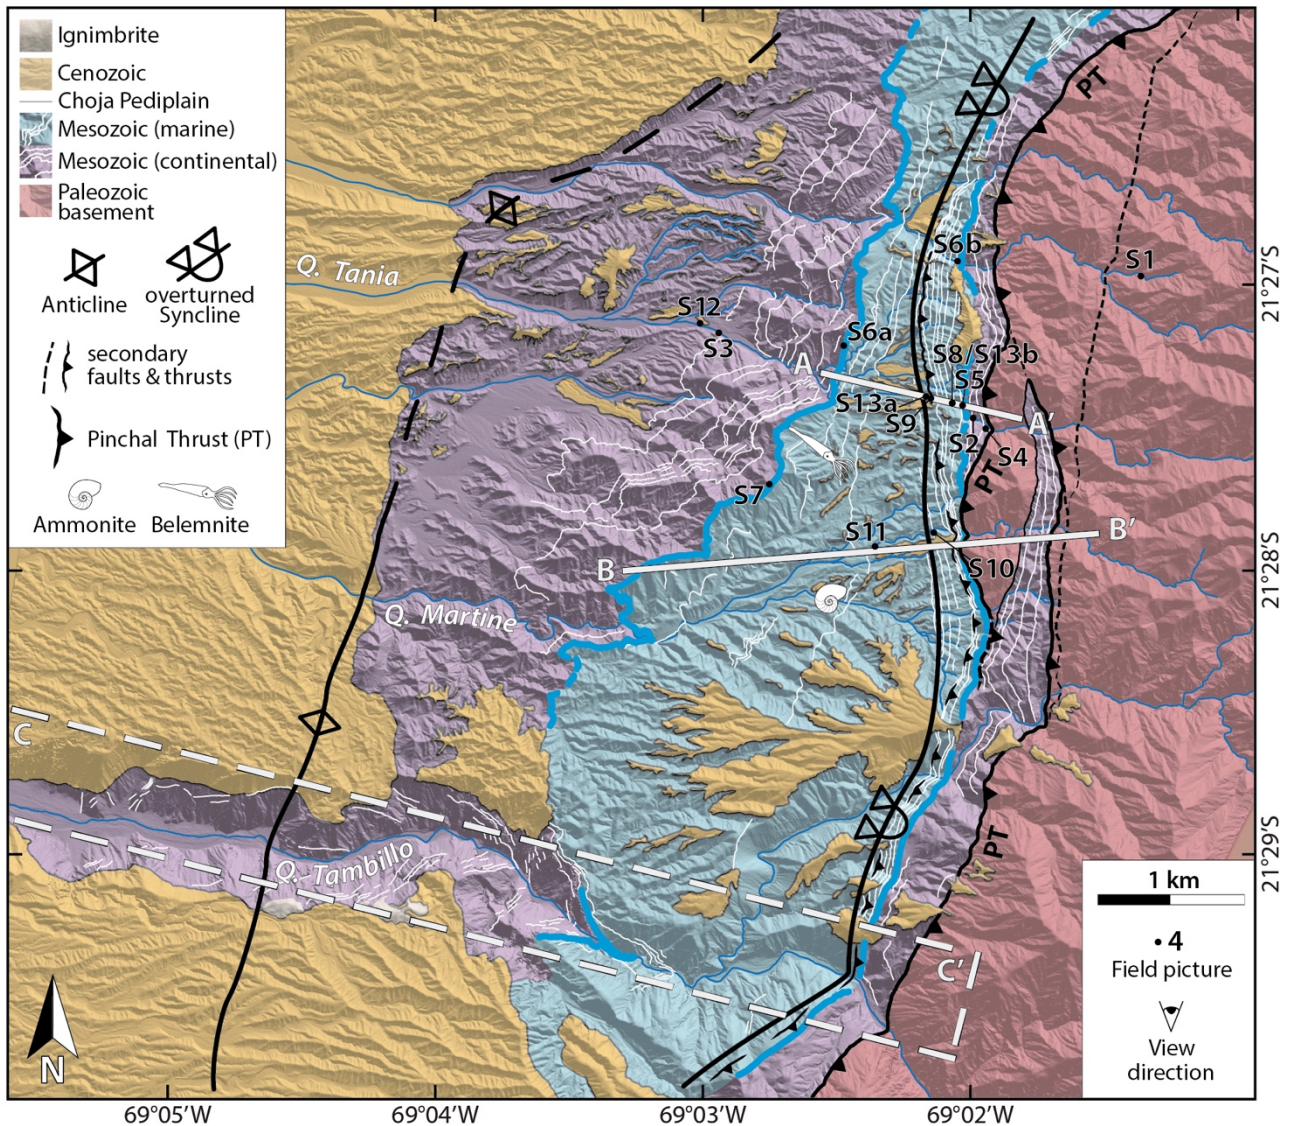 Ignimbrite
Cenozoic
Choja Pediplain
Mesozoic (marine)
Mesozoic (continental)
Paleozoic
basement
Anticline
overturned
Syncline
secondary
faults & thrusts
Pinchal Thrust (PT)
Ammonite
Belemnite
PT
Q. Tania
S6b
S1
21°27'S
S12
S3
S6a
A
S8/S13b
S5
S13a
S9
A'
S2
S4
PT
S7
S11
B'
B
S10
21°28'S
Q. Martine
C
PT
21°29'S
Q. Tambillo
C'
1 km
4
Field picture
View
direction
N
69°05'W
69°04'W
69°03'W
69°02'W